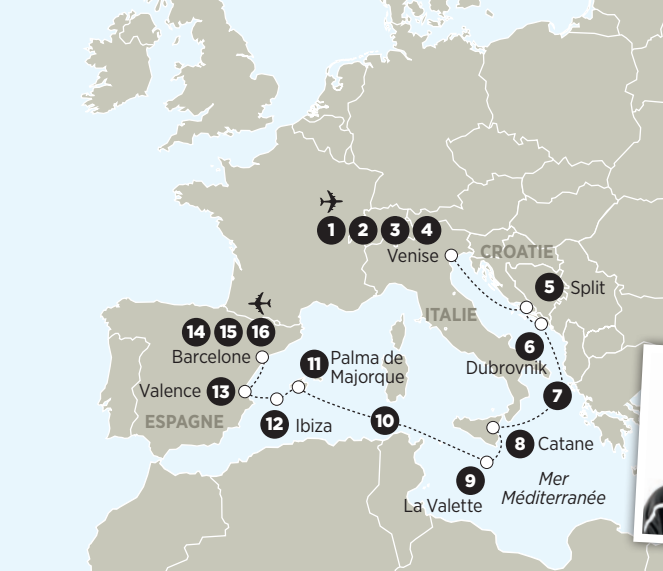 1 2 3 4
Venise
CROATIE
5 Split
ITALIE
14 15 16
6
Barcelone
11 Palma de
Majorque
Dubrovnik
Valence 13
7
ESPAGNE
12 Ibiza
10
8 Catane
9
Mer
Méditerranée
La Valette